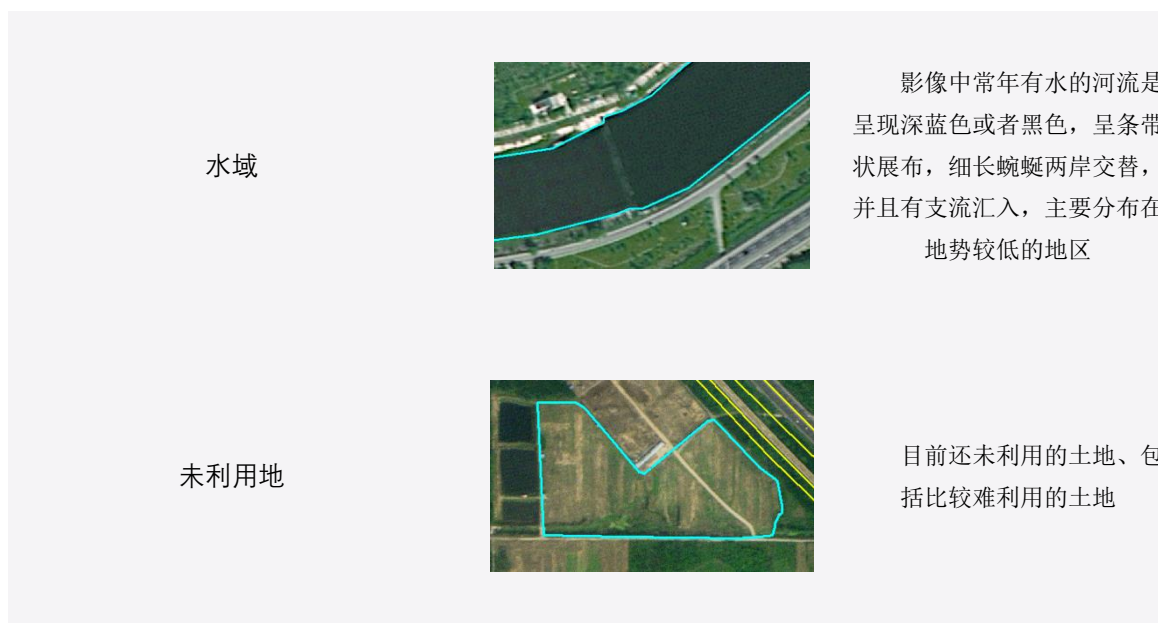 水域
影像中常年有水的河流是
呈现深蓝色或者黑色，呈条带
状展布，细长蜿蜒两岸交替，
并且有支流汇入，主要分布在
地势较低的地区
未利用地
目前还未利用的土地、包
括比较难利用的土地